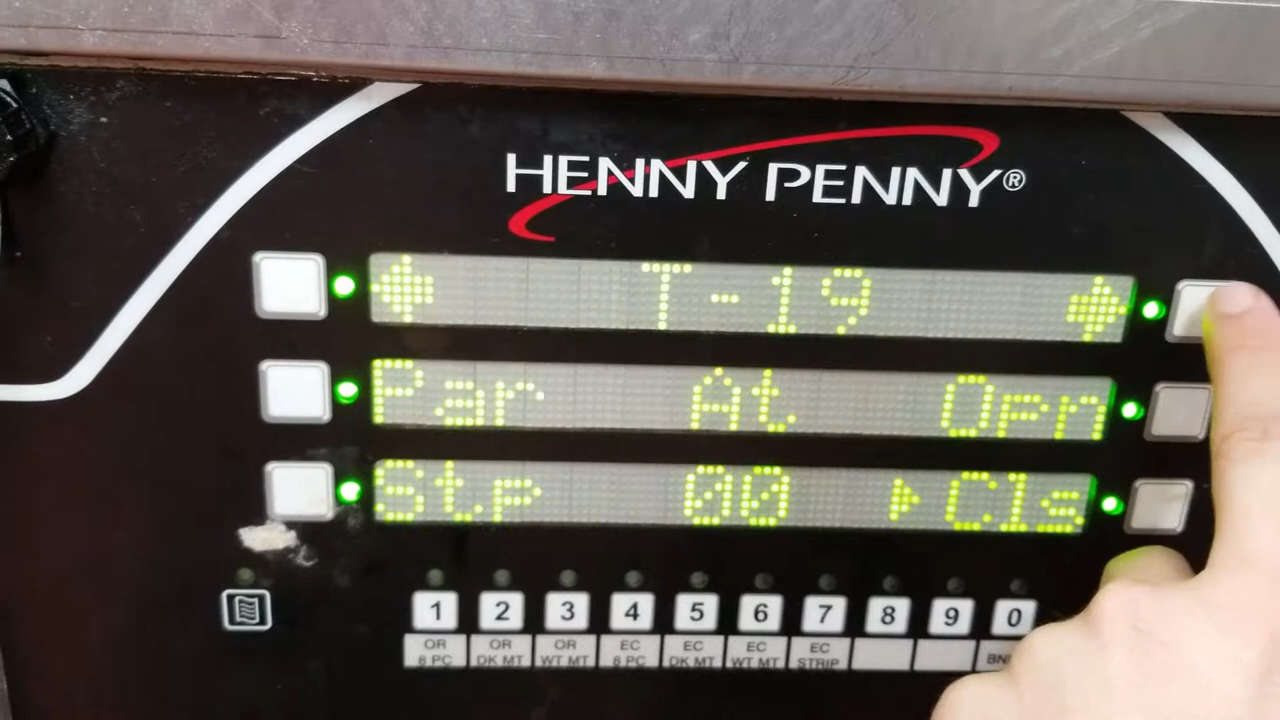 HENNY PENNY®
T-19
Par At Opn
Stp 00 Cls
1 2 3 4 5 6 7 8 9 0
OR 8 PC
OR DK MT
OR WT MT
EC 8 PC
EC DK MT
EC WT MT
EC STRIP